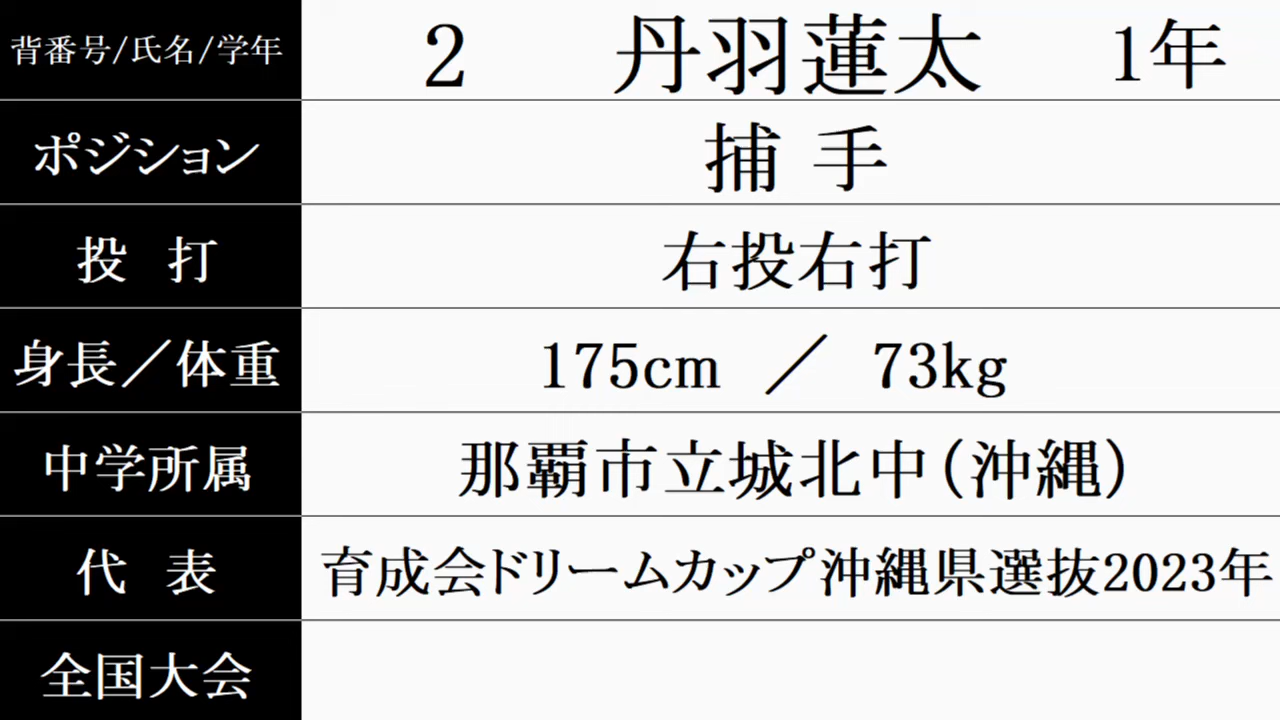 背番号/氏名/学年 2 丹羽蓮太 1年
ポジション 捕手
投 打 右投右打
身長／体重 175cm ／ 73kg
中学所属 那覇市立城北中(沖縄)
代 表 育成会ドリームカップ沖縄県選抜2023年
全国大会